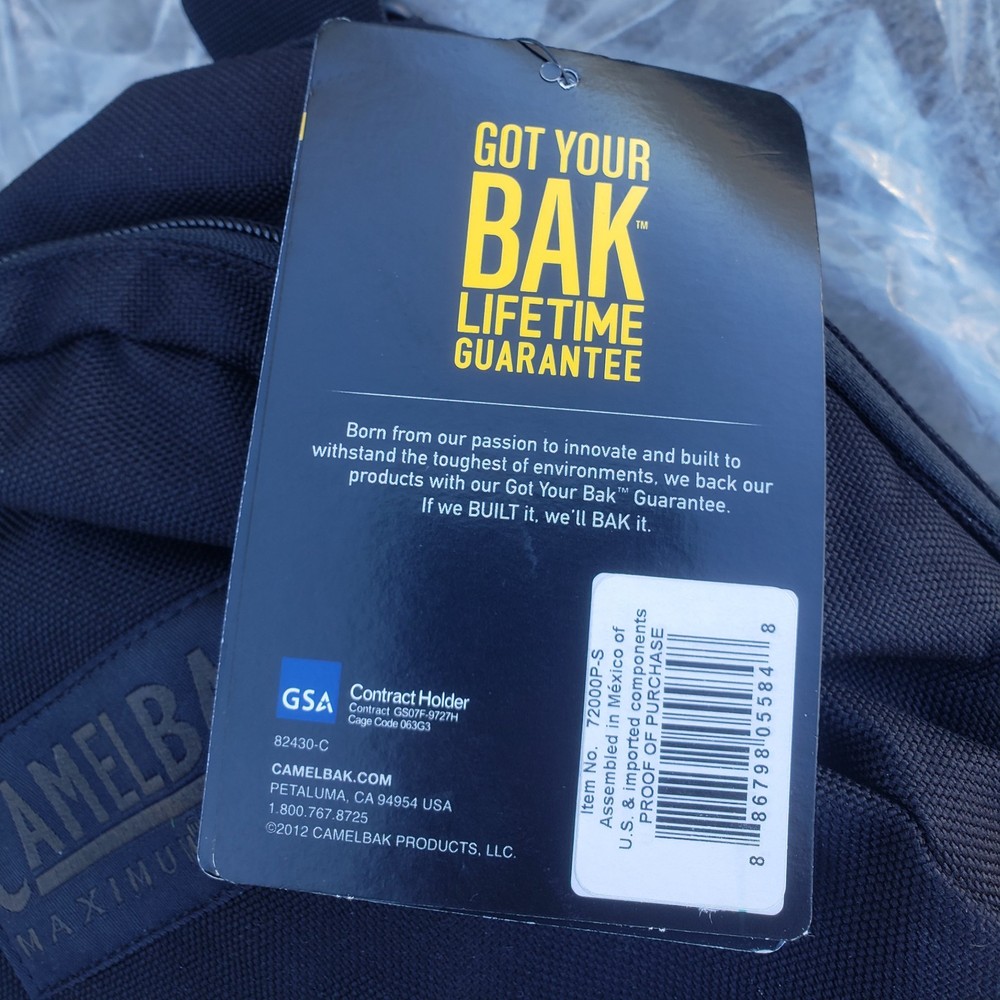 GOT YOUR
BAK™
LIFETIME
GUARANTEE
Born from our passion to innovate and built to
withstand the toughest of environments, we back our
products with our Got Your Bak™ Guarantee.
If we BUILT it, we'll BAK it.
GSA
Contract Holder
Contract GS07F-9727H
Cage Code 063G3
82430-C
CAMELBAK.COM
PETALUMA, CA 94954 USA
1.800.767.8725
©2012 CAMELBAK PRODUCTS, LLC.
Item No. 72000P-S
Assembled in México of
U.S. & imported components
PROOF OF PURCHASE
8 86798 05584 8
CAMELBA
MAXIMU